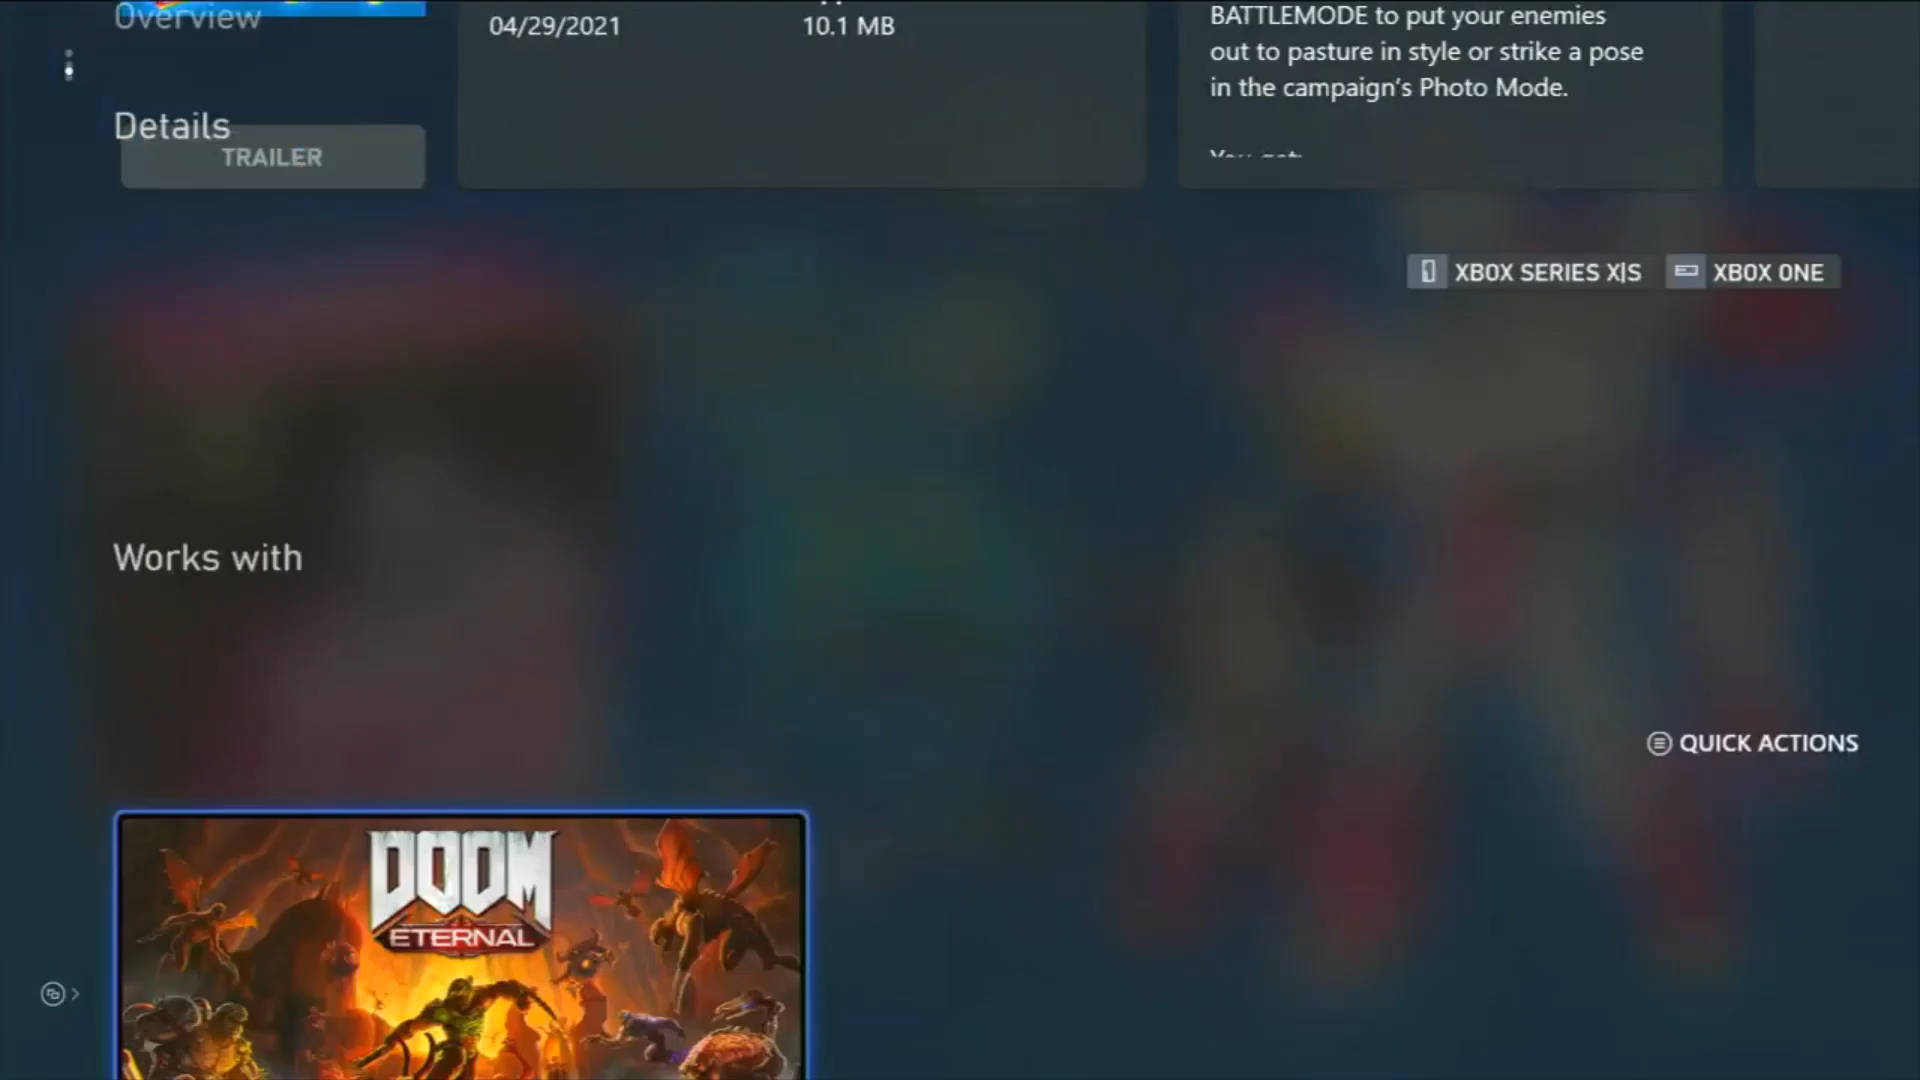 Overview
04/29/2021
10.1 MB
BATTLEMODE to put your enemies
out to pasture in style or strike a pose
in the campaign's Photo Mode.
Details
TRAILER
XBOX SERIES X|S
XBOX ONE
Works with
QUICK ACTIONS
DOOM
ETERNAL